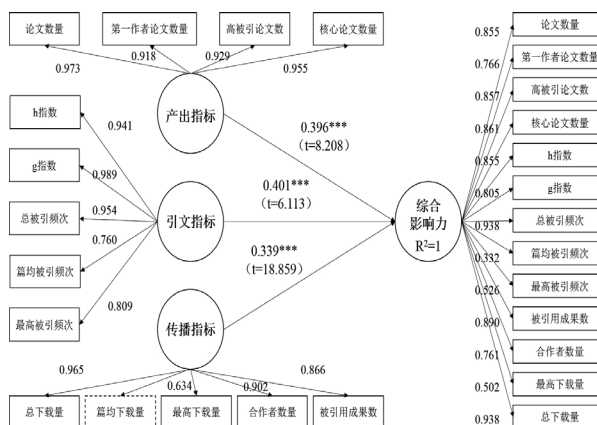 论文数量
第一作者论文数量
高被引论文数
核心论文数量
0.973
0.918
0.929
0.955
产出指标
h指数
g指数
总被引频次
篇均被引频次
最高被引频次
0.941
0.989
0.954
0.760
0.809
引文指标
0.396***
（t=8.208）
0.401***
（t=6.113）
0.339***
（t=18.859）
综合
影响力
R²=1
传播指标
0.965
0.634
0.902
0.866
总下载量
篇均下载量
最高下载量
合作者数量
被引用成果数
0.855
0.766
0.857
0.861
0.855
0.805
0.938
0.332
0.526
0.890
0.761
0.502
0.938
论文数量
第一作者论文数量
高被引论文数
核心论文数量
h指数
g指数
总被引频次
篇均被引频次
最高被引频次
被引用成果数
合作者数量
最高下载量
总下载量